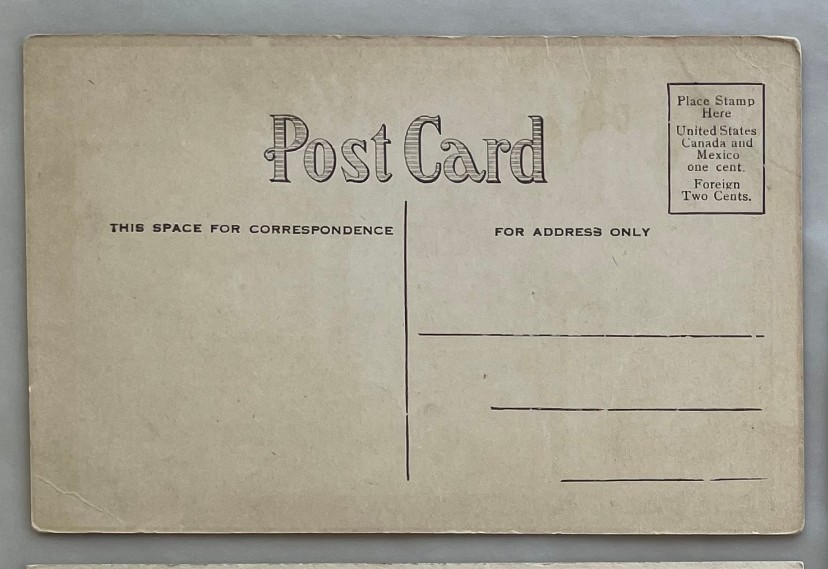 Post Card
Place Stamp
Here
United States
Canada and
Mexico
one cent.
Foreign
Two Cents.
THIS SPACE FOR CORRESPONDENCE
FOR ADDRESS ONLY